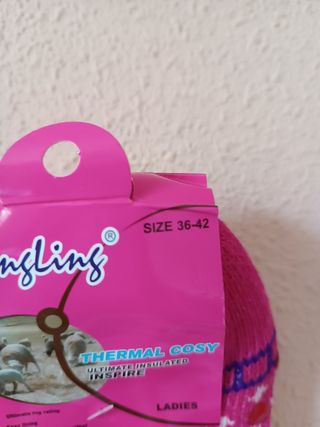 SIZE 36-42
ngLing®
THERMAL COSY
ULTIMATE INSULATED
INSPIRE
LADIES